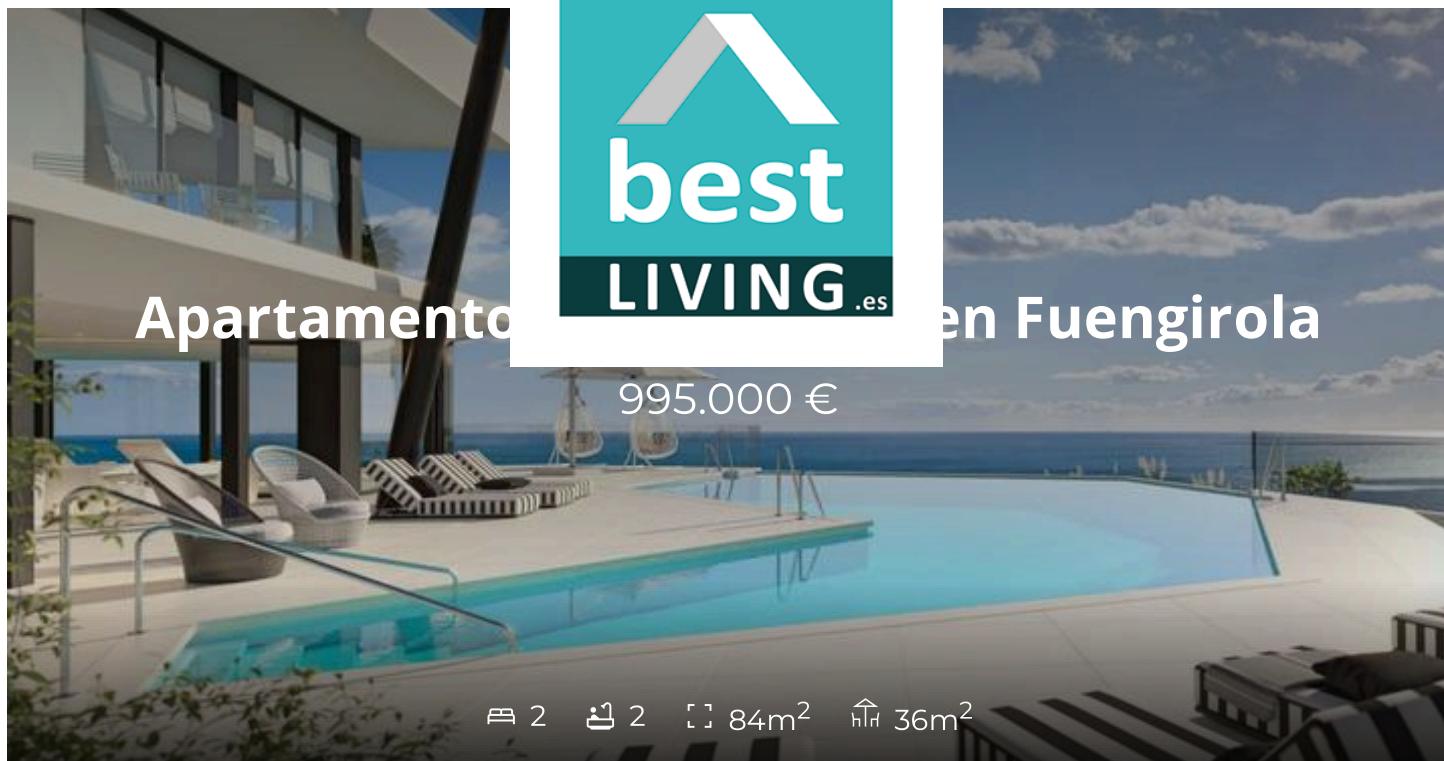 best
LIVING.es
Apartamento en Fuengirola
995.000 €
2 2 84m² 36m²